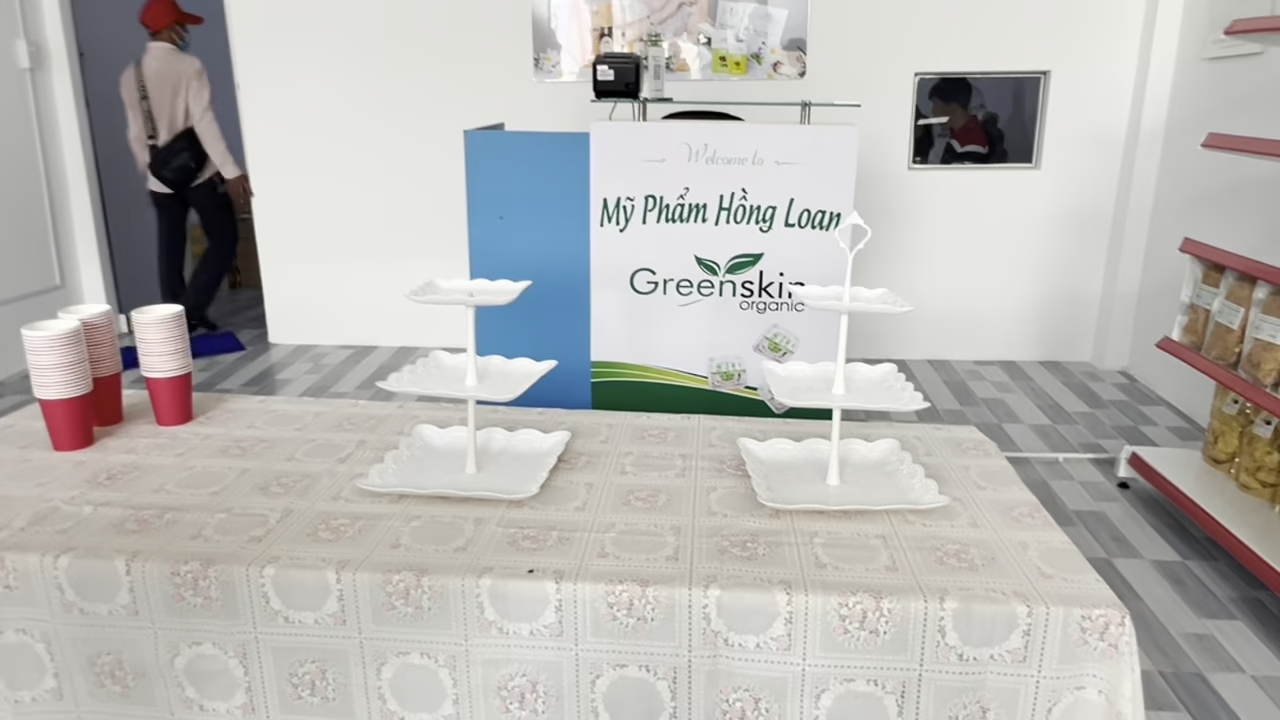 Welcome to
Mỹ Phẩm Hồng Loan
Greenskin
organic